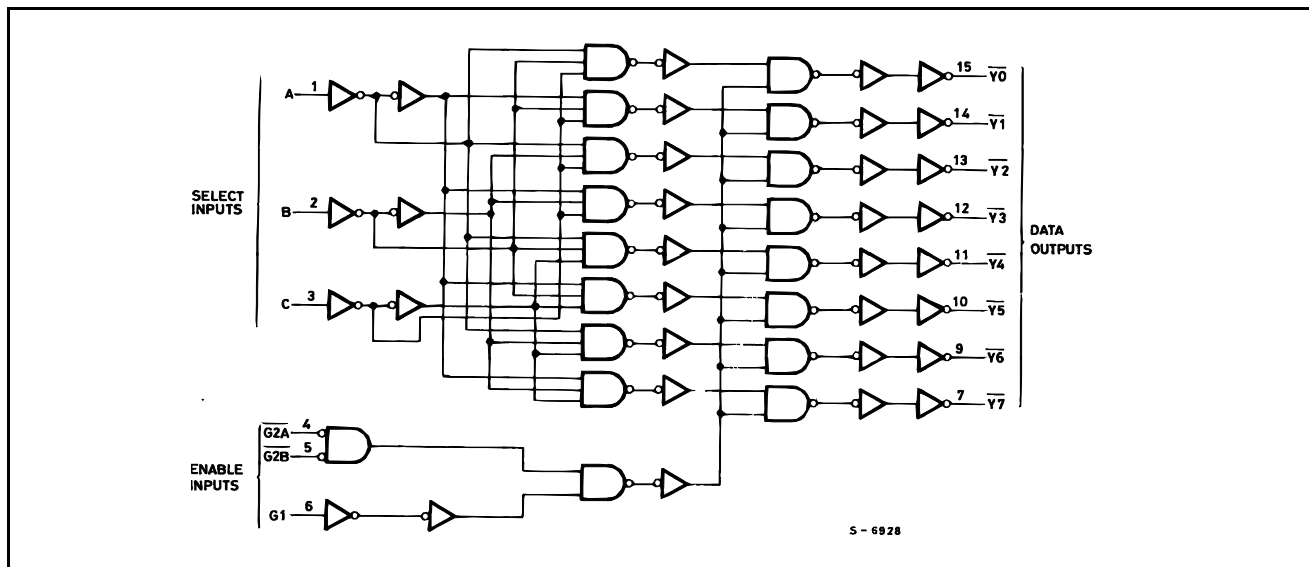 SELECT
INPUTS
A 1
B 2
C 3
ENABLE
INPUTS
G2A 4
G2B 5
G1 6
15 Y0
14 Y1
13 Y2
12 Y3
11 Y4
10 Y5
9 Y6
7 Y7
DATA
OUTPUTS
S - 6928